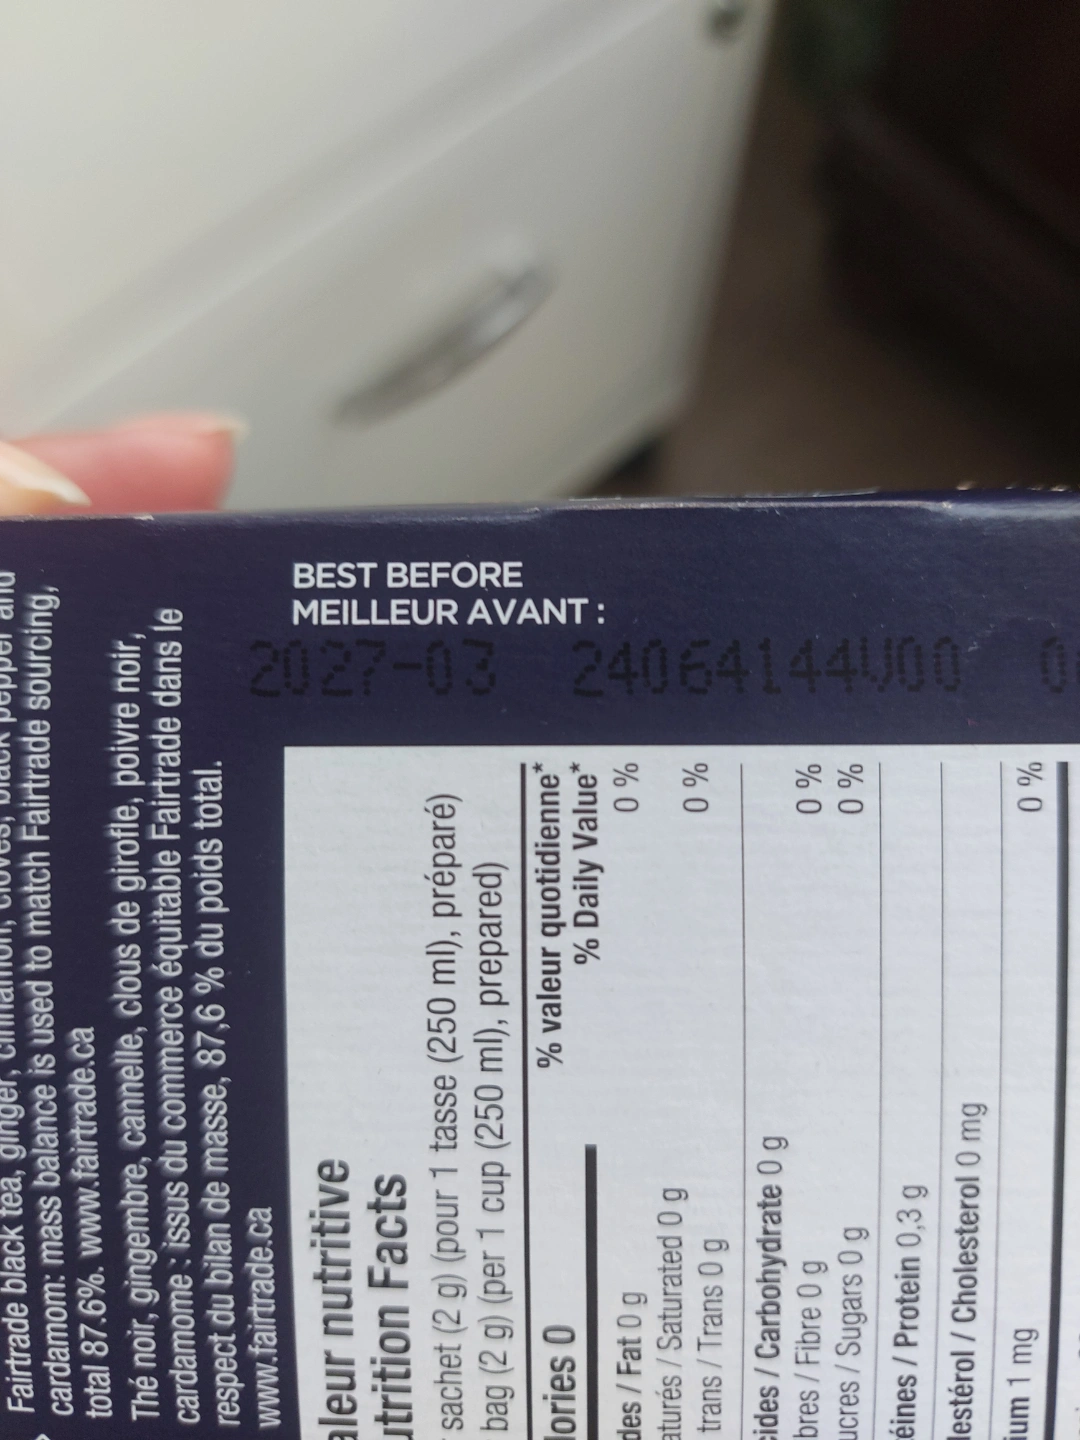 Fairtrade black tea, ginger, cinnamon, cloves, black pepper and
cardamom: mass balance is used to match Fairtrade sourcing,
total 87.6%. www.fairtrade.ca
Thé noir, gingembre, cannelle, clous de girofle, poivre noir,
cardamome : issus du commerce équitable Fairtrade dans le
respect du bilan de masse, 87,6 % du poids total.
www.fairtrade.ca
BEST BEFORE
MEILLEUR AVANT :
2027-03 24064144U00
aleur nutritive
utrition Facts
sachet (2 g) (pour 1 tasse (250 ml), préparé)
bag (2 g) (per 1 cup (250 ml), prepared)
% valeur quotidienne*
lories 0 % Daily Value*
des / Fat 0 g 0 %
aturés / Saturated 0 g
trans / Trans 0 g 0 %
cides / Carbohydrate 0 g
bres / Fibre 0 g 0 %
ucres / Sugars 0 g 0 %
éines / Protein 0,3 g
lestérol / Cholesterol 0 mg
ium 1 mg 0 %